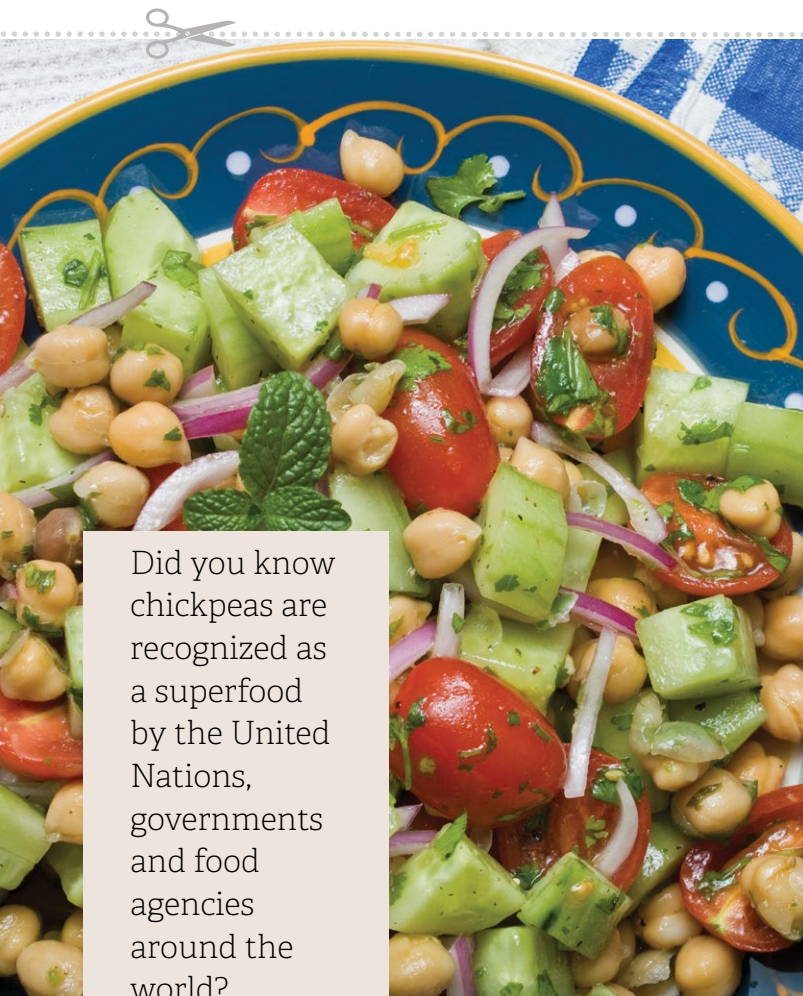 Did you know
chickpeas are
recognized as
a superfood
by the United
Nations,
governments
and food
agencies
around the
world?